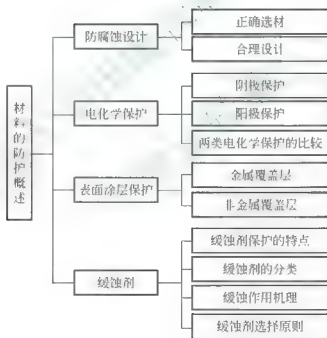 材料的防护概述
防腐蚀设计
正确选材
合理设计
电化学保护
阴极保护
阳极保护
两类电化学保护的比较
表面涂层保护
金属覆盖层
非金属覆盖层
缓蚀剂
缓蚀剂保护的特点
缓蚀剂的分类
缓蚀作用机理
缓蚀剂选择原则